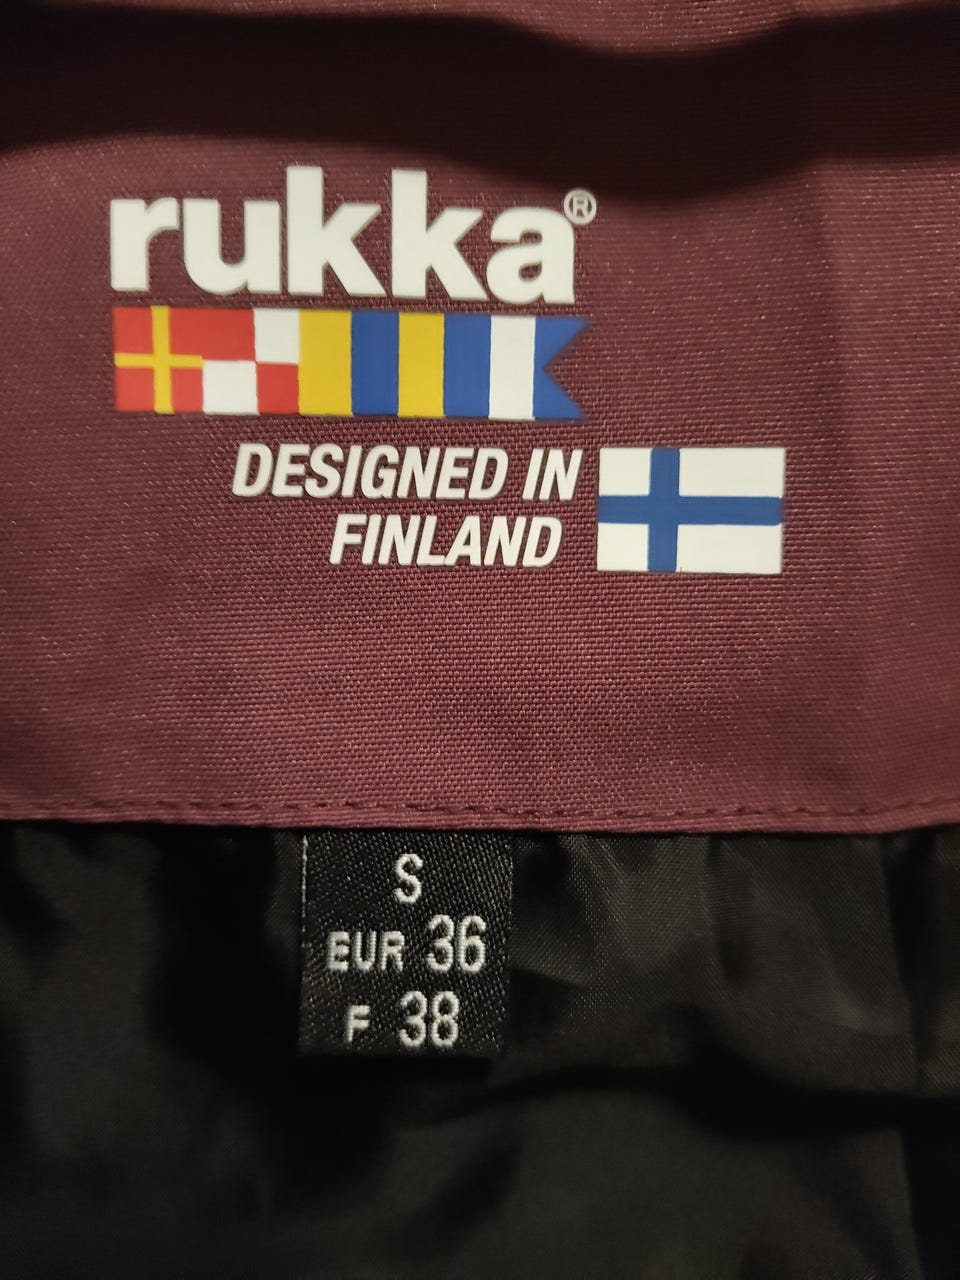 rukka®
DESIGNED IN
FINLAND
S
EUR 36
F 38